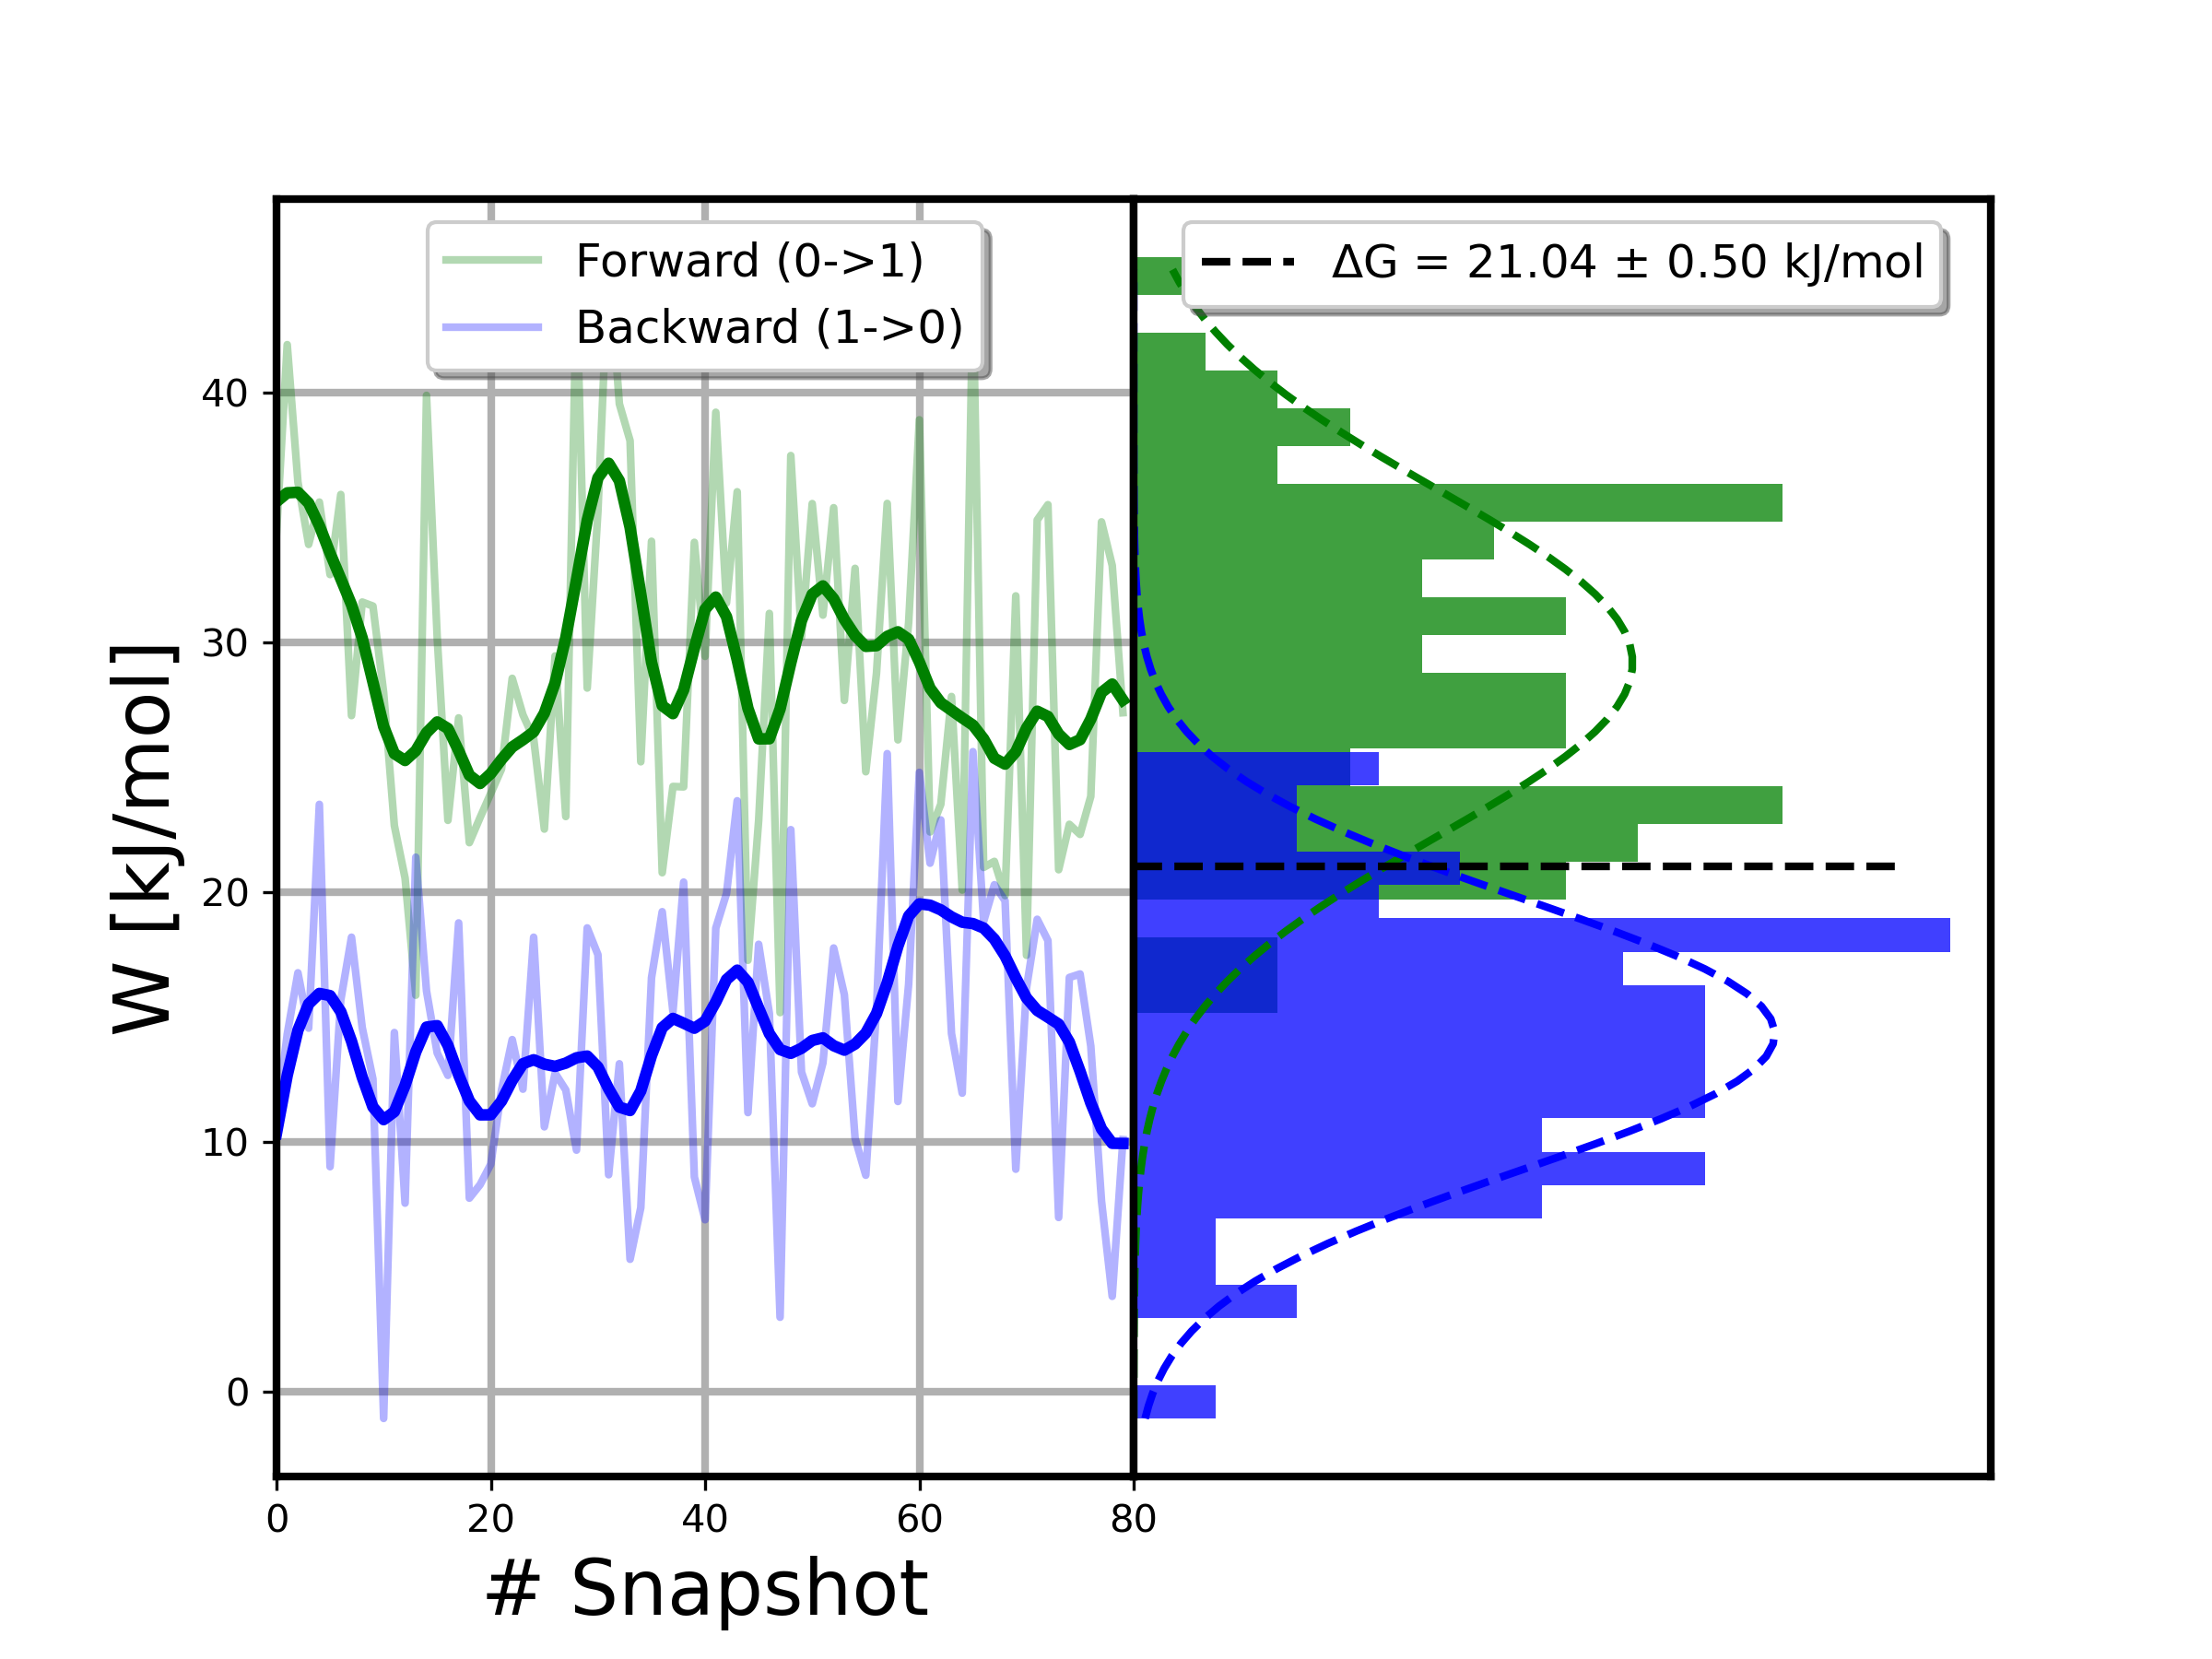 Forward (0->1)
Backward (1->0)
ΔG = 21.04 ± 0.50 kJ/mol
W [kJ/mol]
40
30
20
10
0
0 20 40 60 80
# Snapshot